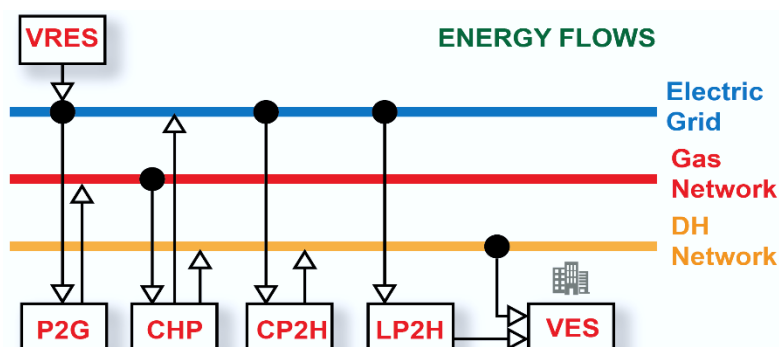 VRES
ENERGY FLOWS
Electric
Grid
Gas
Network
DH
Network
P2G
CHP
CP2H
LP2H
VES